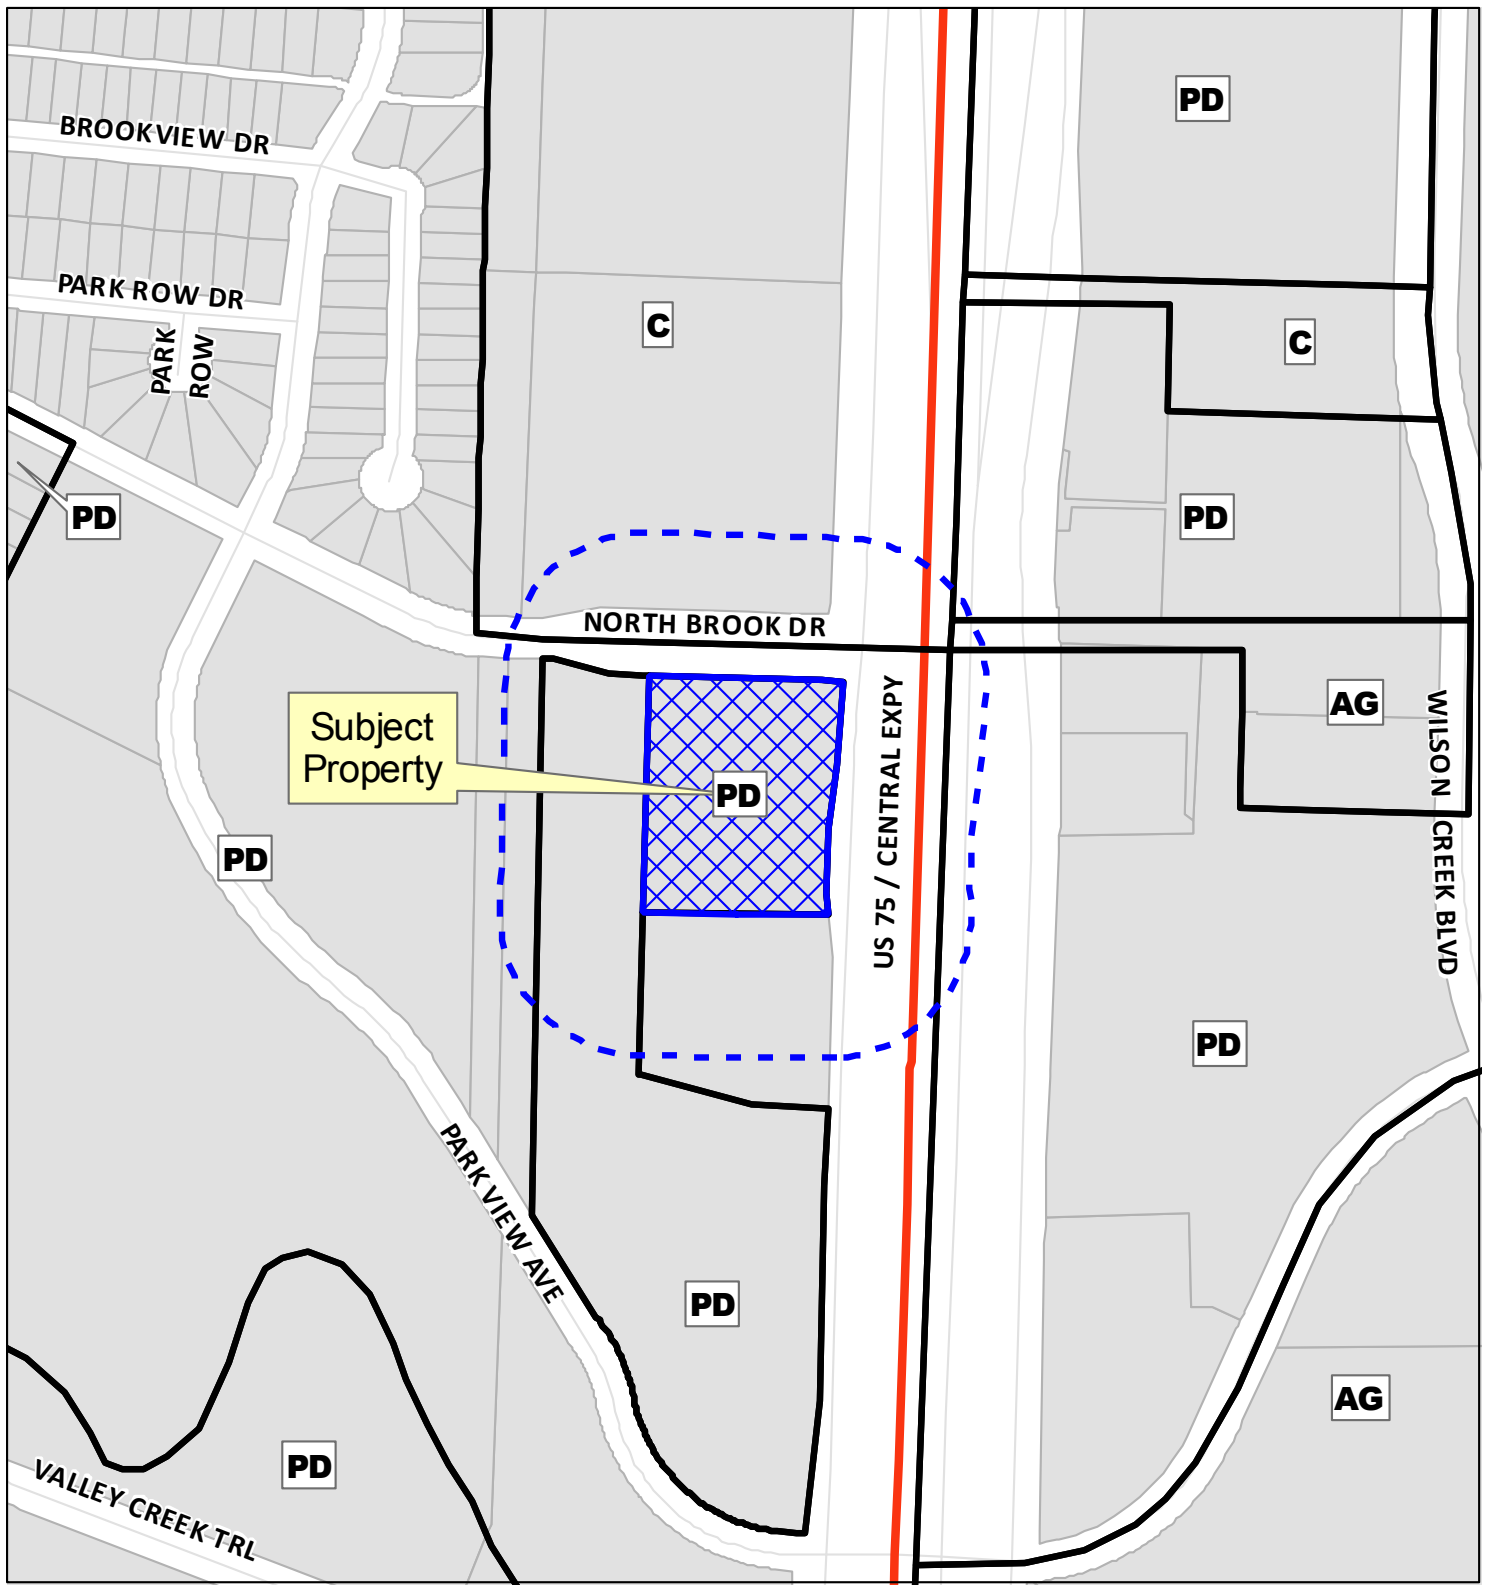 PD
BROOKVIEW DR
PARK ROW DR
C
C
PARK
ROW
PD
PD
NORTH BROOK DR
Subject
Property
PD
AG
US 75 / CENTRAL EXPY
WILSON CREEK BLVD
PD
PD
PARK VIEW AVE
PD
AG
PD
VALLEY CREEK TRL